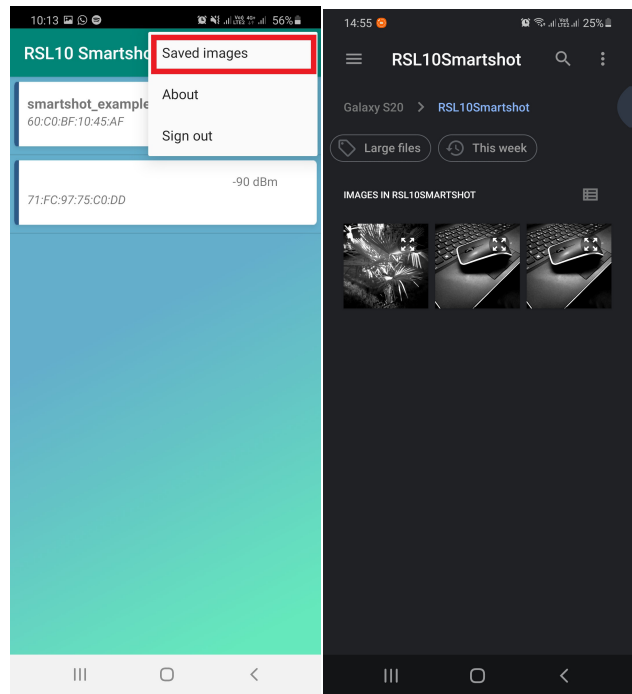 10:13 56%
RSL10 Smartsho
Saved images
About
Sign out
smartshot_example
60:C0:BF:10:45:AF
-90 dBm
71:FC:97:75:C0:DD
14:55 25%
RSL10Smartshot
Galaxy S20 > RSL10Smartshot
Large files
This week
IMAGES IN RSL10SMARTSHOT